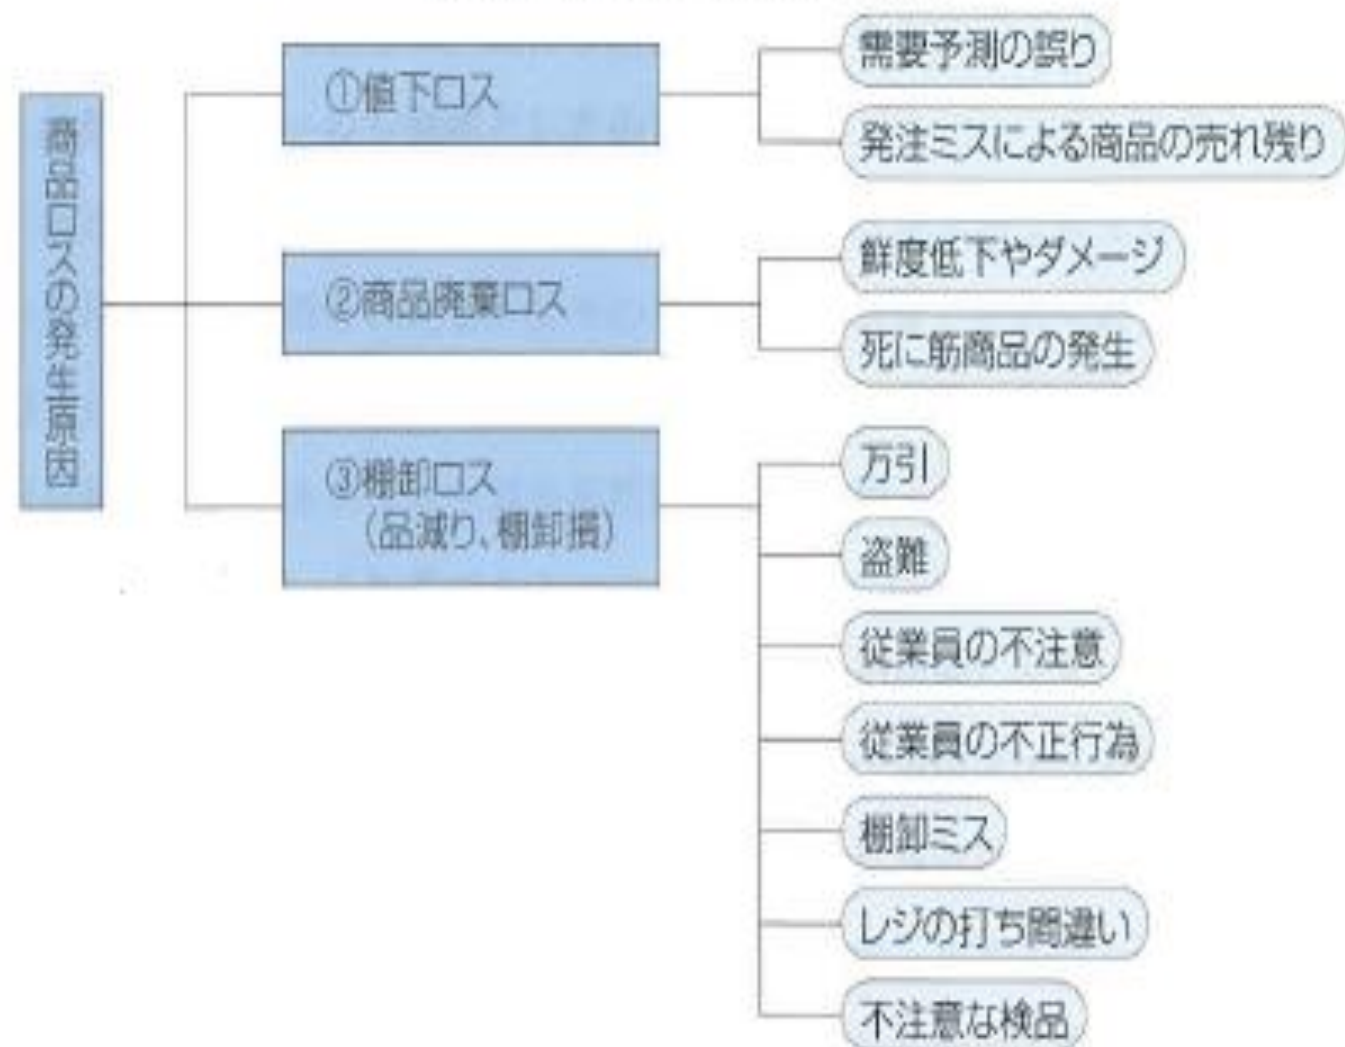 商品ロスの発生原因
①値下ロス
需要予測の誤り
発注ミスによる商品の売れ残り
②商品廃棄ロス
鮮度低下やダメージ
死に筋商品の発生
③棚卸ロス
(品減り、棚卸損)
万引
盗難
従業員の不注意
従業員の不正行為
棚卸ミス
レジの打ち間違い
不注意な検品